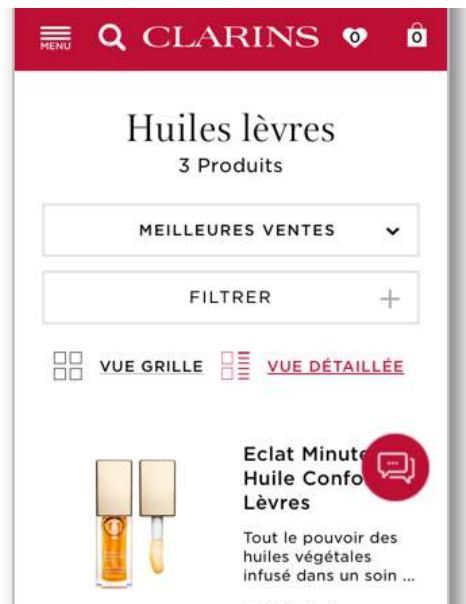 MENU CLARINS 0 0
Huiles lèvres
3 Produits
MEILLEURES VENTES
FILTRER
VUE GRILLE VUE DÉTAILLÉE
Eclat Minute
Huile Confo
Lèvres
Tout le pouvoir des
huiles végétales
infusé dans un soin ...